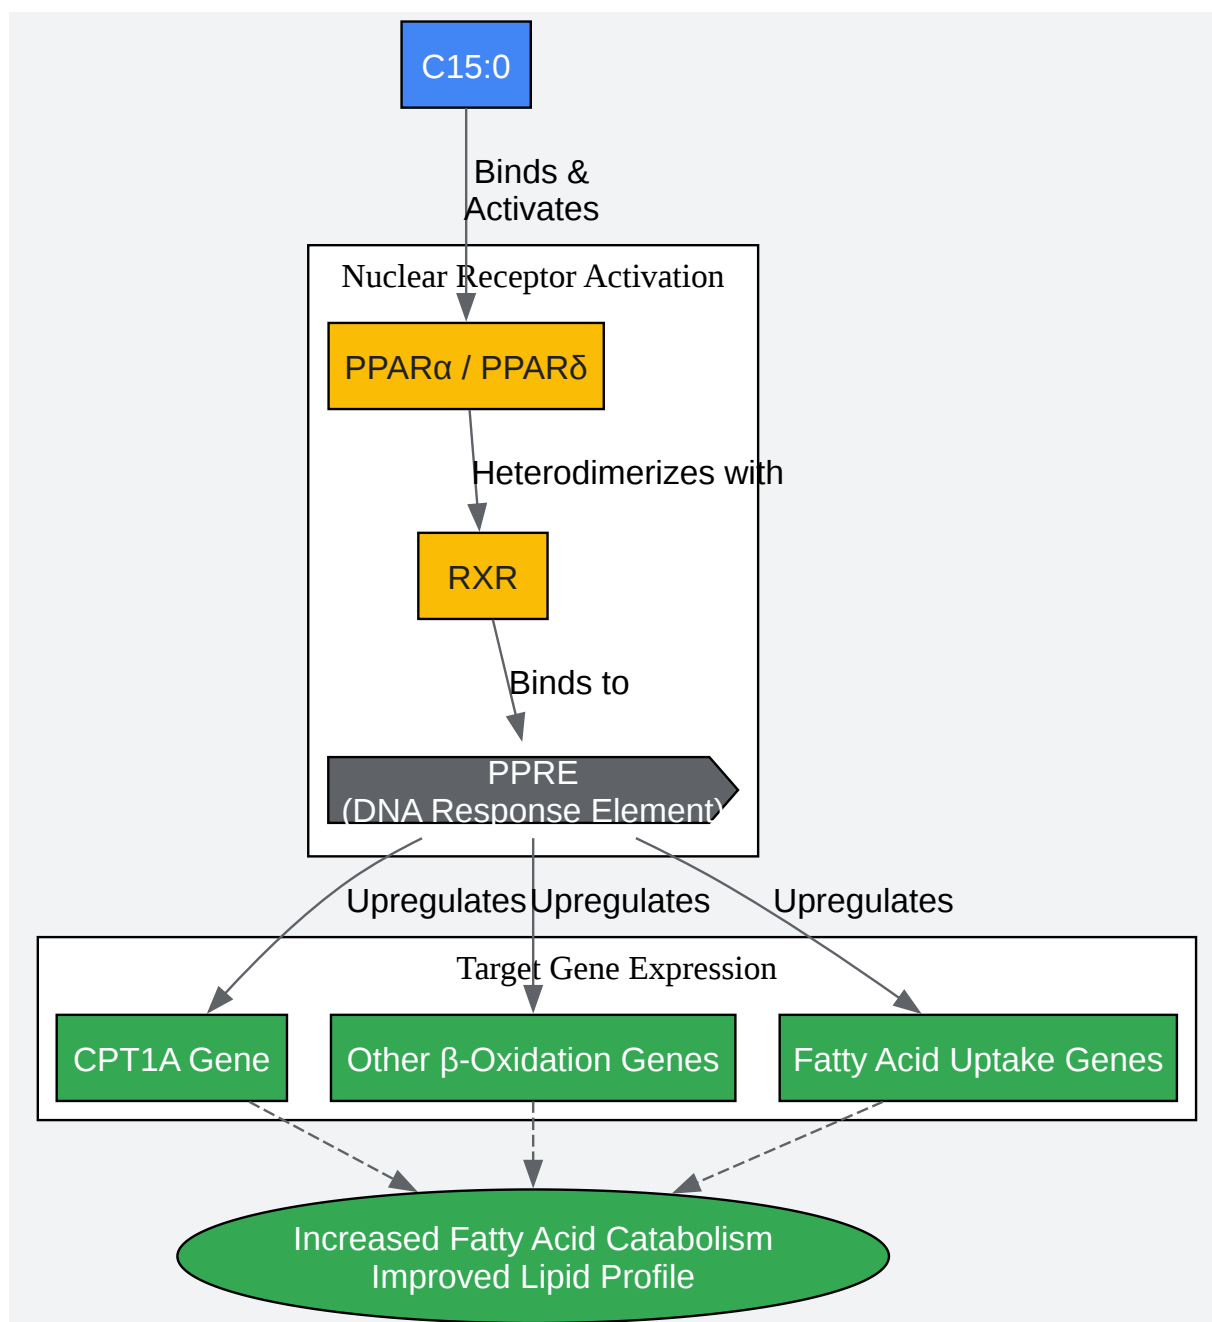 C15:0
Binds &
Activates
Nuclear Receptor Activation
PPARα / PPARδ
Heterodimerizes with
RXR
Binds to
PPRE
(DNA Response Element)
Upregulates
Upregulates
Upregulates
Target Gene Expression
CPT1A Gene
Other β-Oxidation Genes
Fatty Acid Uptake Genes
Increased Fatty Acid Catabolism
Improved Lipid Profile